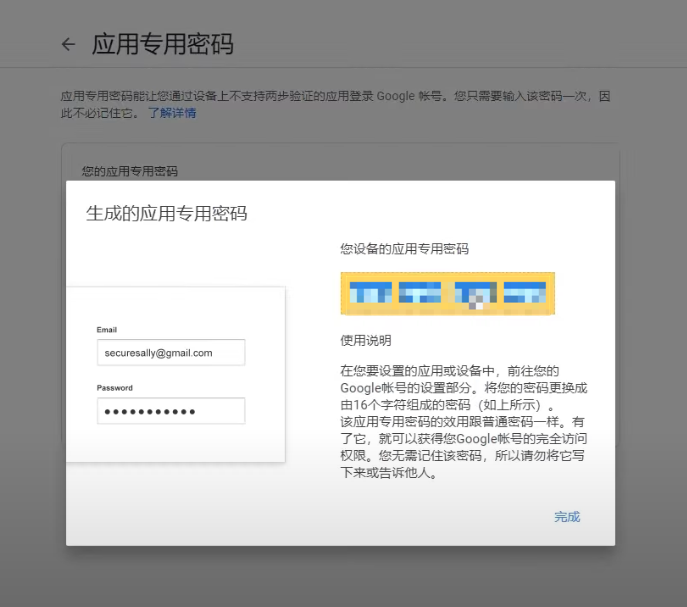 应用专用密码
应用专用密码能让您通过设备上不支持两步验证的应用登录 Google 帐号。您只需要输入该密码一次，因
此不必记住它。 了解详情
您的应用专用密码
生成的应用专用密码
Email
securesally@gmail.com
Password
您设备的应用专用密码
使用说明
在您要设置的应用或设备中，前往您的
Google帐号的设置部分。将您的密码更换成
由16个字符组成的密码（如上所示）。
该应用专用密码的效用跟普通密码一样。有
了它，就可以获得您Google帐号的完全访问
权限。您无需记住该密码，所以请勿将它写
下来或告诉他人。
完成